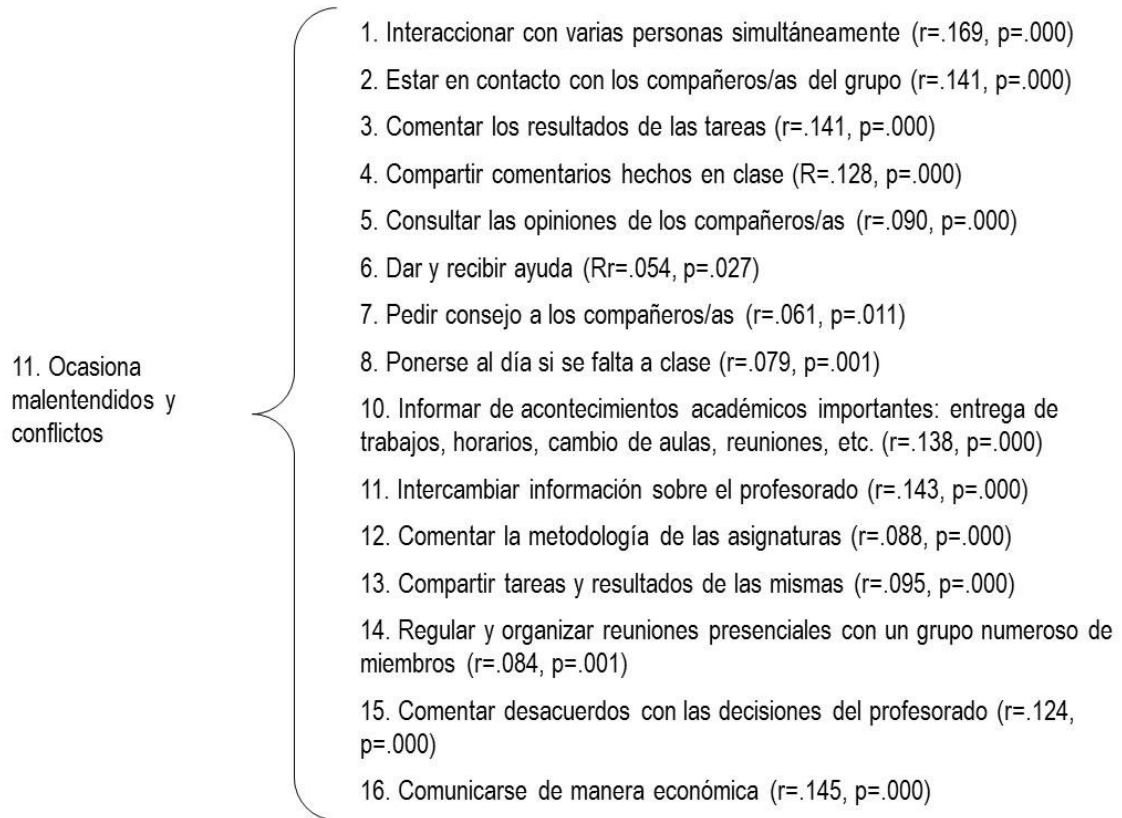 11. Ocasiona
malentendidos y
conflictos
1. Interaccionar con varias personas simultáneamente (r=.169, p=.000)
2. Estar en contacto con los compañeros/as del grupo (r=.141, p=.000)
3. Comentar los resultados de las tareas (r=.141, p=.000)
4. Compartir comentarios hechos en clase (R=.128, p=.000)
5. Consultar las opiniones de los compañeros/as (r=.090, p=.000)
6. Dar y recibir ayuda (Rr=.054, p=.027)
7. Pedir consejo a los compañeros/as (r=.061, p=.011)
8. Ponerse al día si se falta a clase (r=.079, p=.001)
10. Informar de acontecimientos académicos importantes: entrega de
trabajos, horarios, cambio de aulas, reuniones, etc. (r=.138, p=.000)
11. Intercambiar información sobre el profesorado (r=.143, p=.000)
12. Comentar la metodología de las asignaturas (r=.088, p=.000)
13. Compartir tareas y resultados de las mismas (r=.095, p=.000)
14. Regular y organizar reuniones presenciales con un grupo numeroso de
miembros (r=.084, p=.001)
15. Comentar desacuerdos con las decisiones del profesorado (r=.124,
p=.000)
16. Comunicarse de manera económica (r=.145, p=.000)